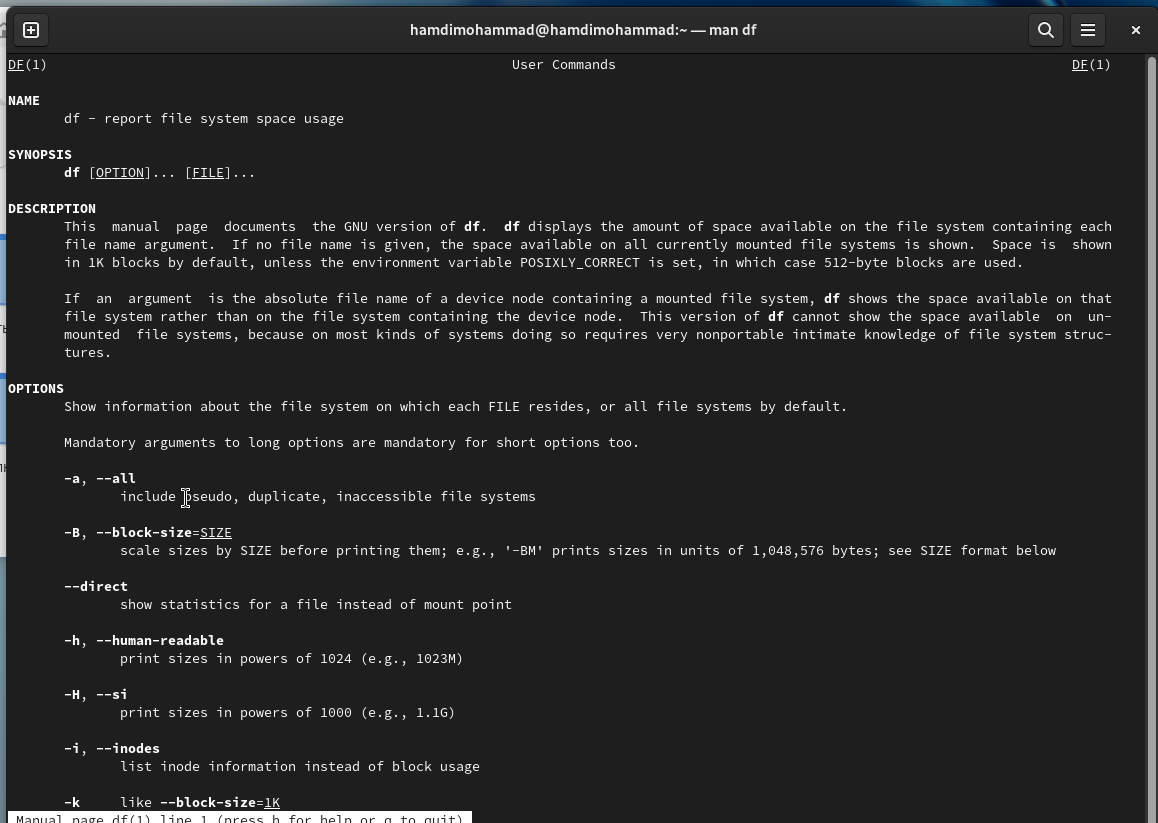 hamdimohammad@hamdimohammad:~ — man df
DF(1) User Commands DF(1)
NAME
df - report file system space usage
SYNOPSIS
df [OPTION]... [FILE]...
DESCRIPTION
This manual page documents the GNU version of df. df displays the amount of space available on the file system containing each
file name argument. If no file name is given, the space available on all currently mounted file systems is shown. Space is shown
in 1K blocks by default, unless the environment variable POSIXLY_CORRECT is set, in which case 512-byte blocks are used.
If an argument is the absolute file name of a device node containing a mounted file system, df shows the space available on that
file system rather than on the file system containing the device node. This version of df cannot show the space available on un-
mounted file systems, because on most kinds of systems doing so requires very nonportable intimate knowledge of file system struc-
tures.
OPTIONS
Show information about the file system on which each FILE resides, or all file systems by default.
Mandatory arguments to long options are mandatory for short options too.
-a, --all
include pseudo, duplicate, inaccessible file systems
-B, --block-size=SIZE
scale sizes by SIZE before printing them; e.g., '-BM' prints sizes in units of 1,048,576 bytes; see SIZE format below
--direct
show statistics for a file instead of mount point
-h, --human-readable
print sizes in powers of 1024 (e.g., 1023M)
-H, --si
print sizes in powers of 1000 (e.g., 1.1G)
-i, --inodes
list inode information instead of block usage
-k like --block-size=1K
Manual page df(1) line 1 (press h for help or q to quit)